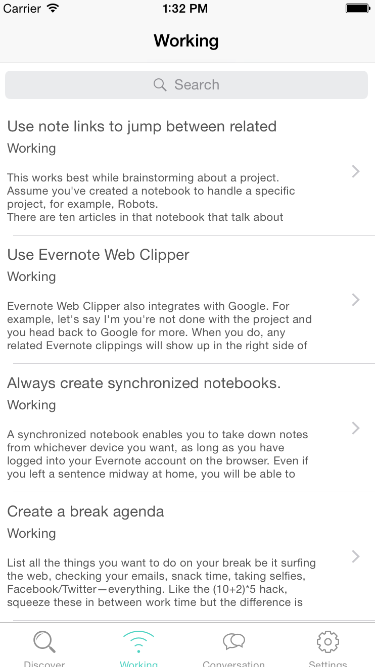 Carrier 1:32 PM
Working
Search
Use note links to jump between related
Working
This works best while brainstorming about a project.
Assume you've created a notebook to handle a specific
project, for example, Robots.
There are ten articles in that notebook that talk about
Use Evernote Web Clipper
Working
Evernote Web Clipper also integrates with Google. For
example, let's say I'm you're not done with the project and
you head back to Google for more. When you do, any
related Evernote clippings will show up in the right side of
Always create synchronized notebooks.
Working
A synchronized notebook enables you to take down notes
from whichever device you want, as long as you have
logged into your Evernote account on the browser. Even if
you left a sentence midway at home, you will be able to
Create a break agenda
Working
List all the things you want to do on your break be it surfing
the web, checking your emails, snack time, taking selfies,
Facebook/Twitter—everything. Like the (10+2)*5 hack,
squeeze these in between work time but the difference is
Discover Working Conversation Settings